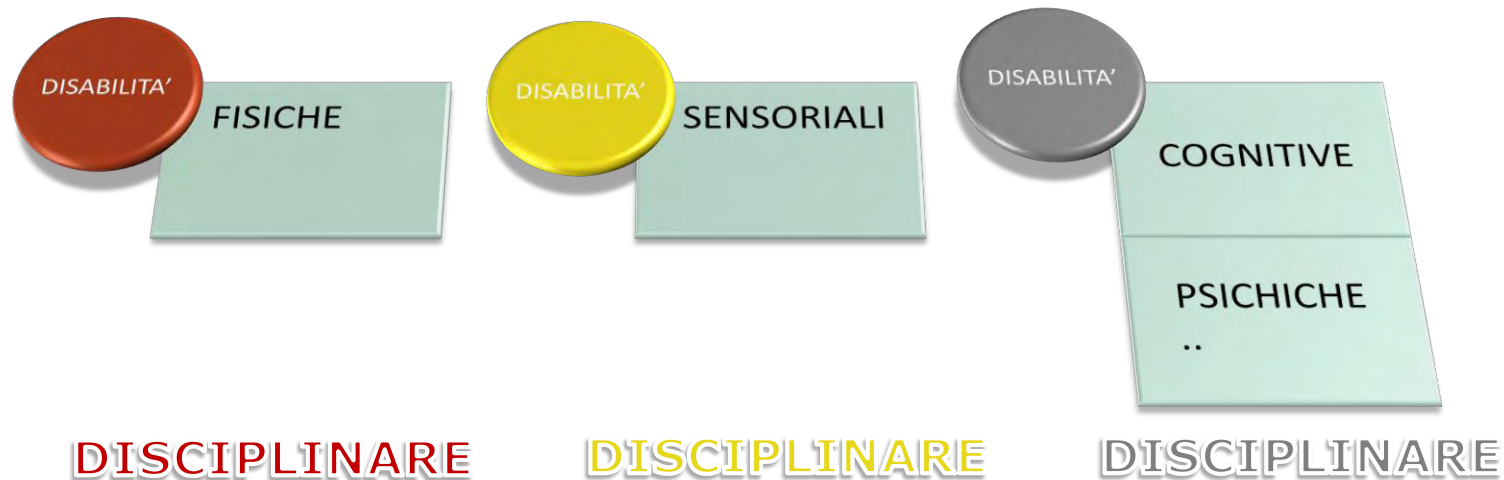 DISABILITA’
FISICHE
DISABILITA’
SENSORIALI
DISABILITA’
COGNITIVE
PSICHICHE
..
DISCIPLINARE
DISCIPLINARE
DISCIPLINARE